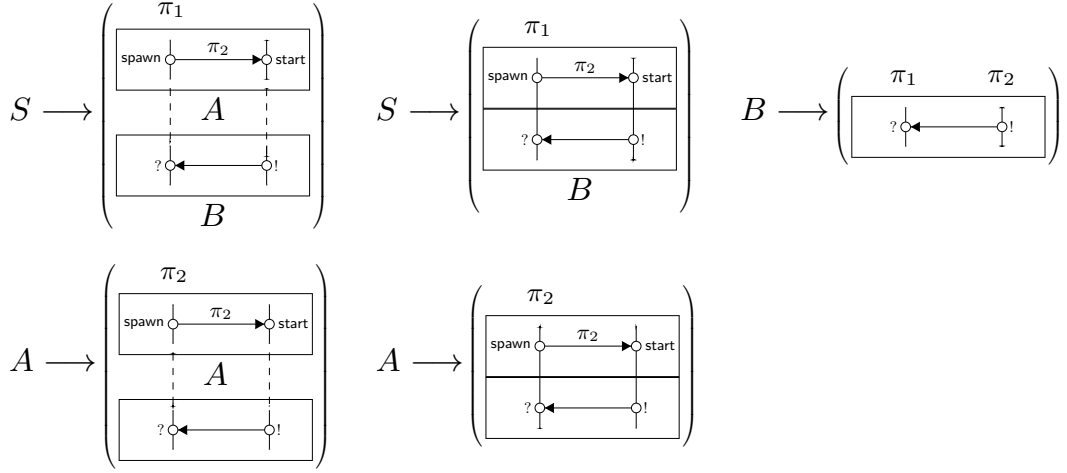 π₁ π₁
spawn π₂ start spawn π₂ start π₁ π₂
S → A S → B → ? !
? ! ? !
B B
π₂ π₂
spawn π₂ start spawn π₂ start
A → A A →
? ! ? !